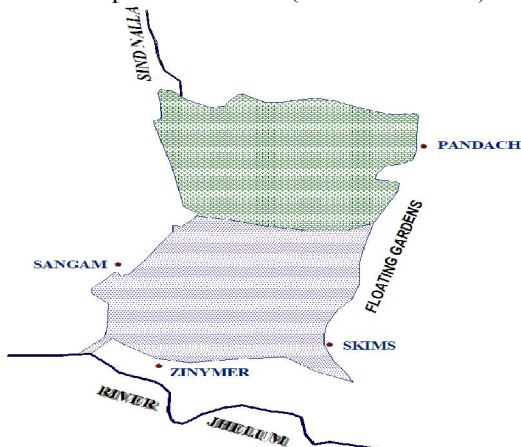 SIND NALLA
PANDACH
SANGAM
FLOATING GARDENS
SKIMS
ZINYMER
RIVER
JHELUM